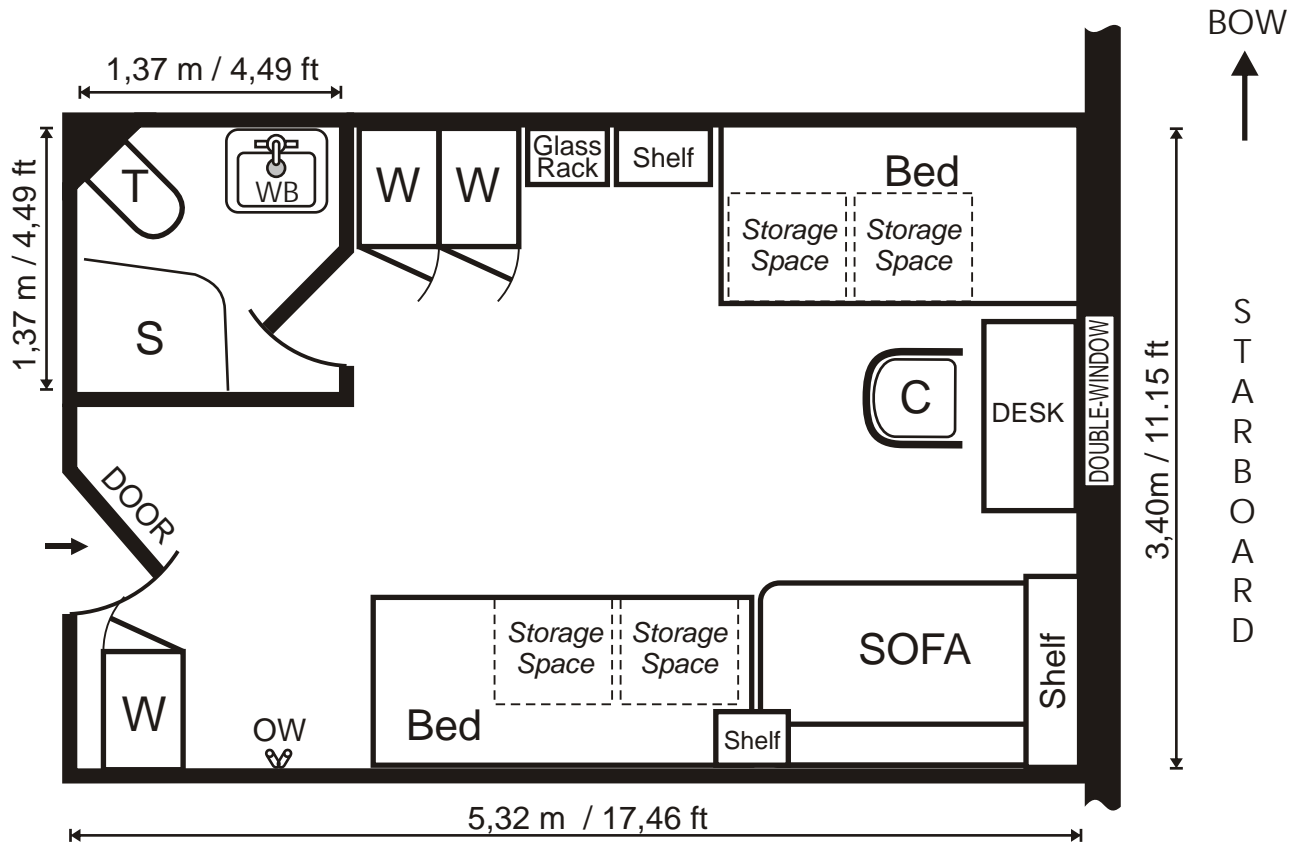 BOW
1,37 m / 4,49 ft
1,37 m / 4,49 ft
T
WB
W
W
Glass
Rack
Shelf
Bed
Storage
Space
Storage
Space
S
C
DESK
DOUBLE-WINDOW
3,40m / 11.15 ft
STARBOARD
DOOR
W
OW
Bed
Storage
Space
Storage
Space
Shelf
SOFA
Shelf
5,32 m / 17,46 ft